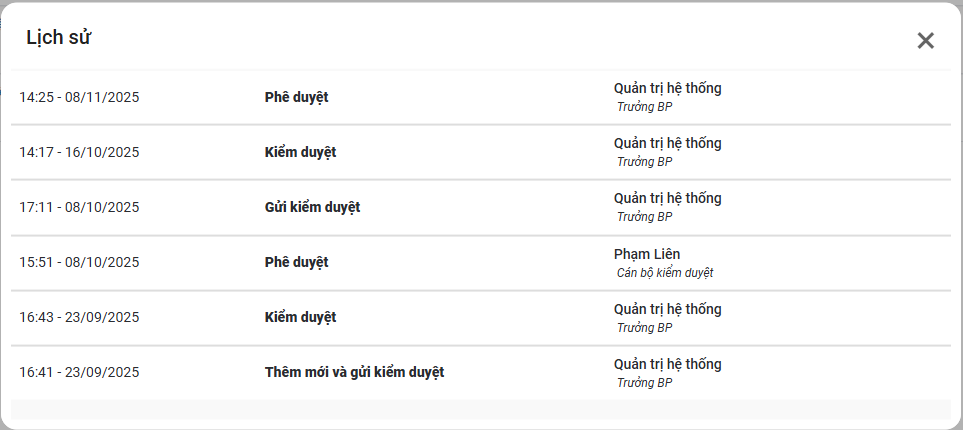 Lịch sử
14:25 - 08/11/2025 Phê duyệt Quản trị hệ thống
Trưởng BP
14:17 - 16/10/2025 Kiểm duyệt Quản trị hệ thống
Trưởng BP
17:11 - 08/10/2025 Gửi kiểm duyệt Quản trị hệ thống
Trưởng BP
15:51 - 08/10/2025 Phê duyệt Phạm Liên
Cán bộ kiểm duyệt
16:43 - 23/09/2025 Kiểm duyệt Quản trị hệ thống
Trưởng BP
16:41 - 23/09/2025 Thêm mới và gửi kiểm duyệt Quản trị hệ thống
Trưởng BP